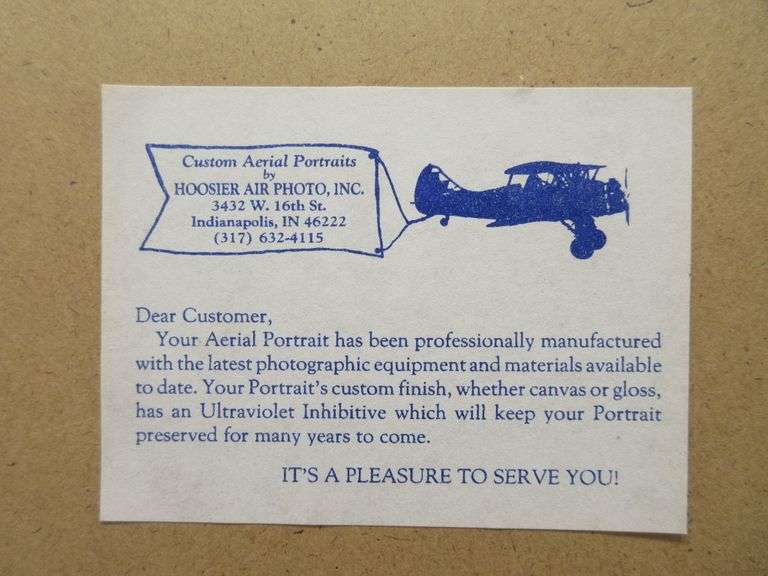 Custom Aerial Portraits
by
HOOSIER AIR PHOTO, INC.
3432 W. 16th St.
Indianapolis, IN 46222
(317) 632-4115
Dear Customer,
Your Aerial Portrait has been professionally manufactured
with the latest photographic equipment and materials available
to date. Your Portrait's custom finish, whether canvas or gloss,
has an Ultraviolet Inhibitive which will keep your Portrait
preserved for many years to come.
IT'S A PLEASURE TO SERVE YOU!